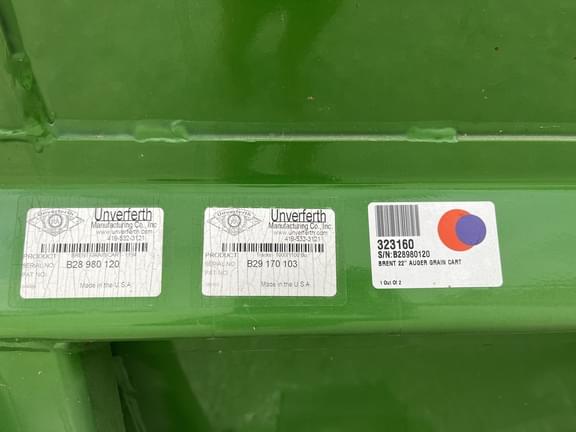 Unverferth
Manufacturing Co., Inc.
www.unverferth.com
419-532-3121
PRODUCT BRENT GRAINCART
SERIAL NO. B28 980 120
PAT NO.
Made in the U.S.A.
Unverferth
Manufacturing Co., Inc.
www.unverferth.com
419-532-3121
PRODUCT
SERIAL NO. B29 170 103
PAT NO.
Made in the U.S.A.
323160
S/N:B28980120
BRENT 22" AUGER GRAIN CART
1 Out Of 2